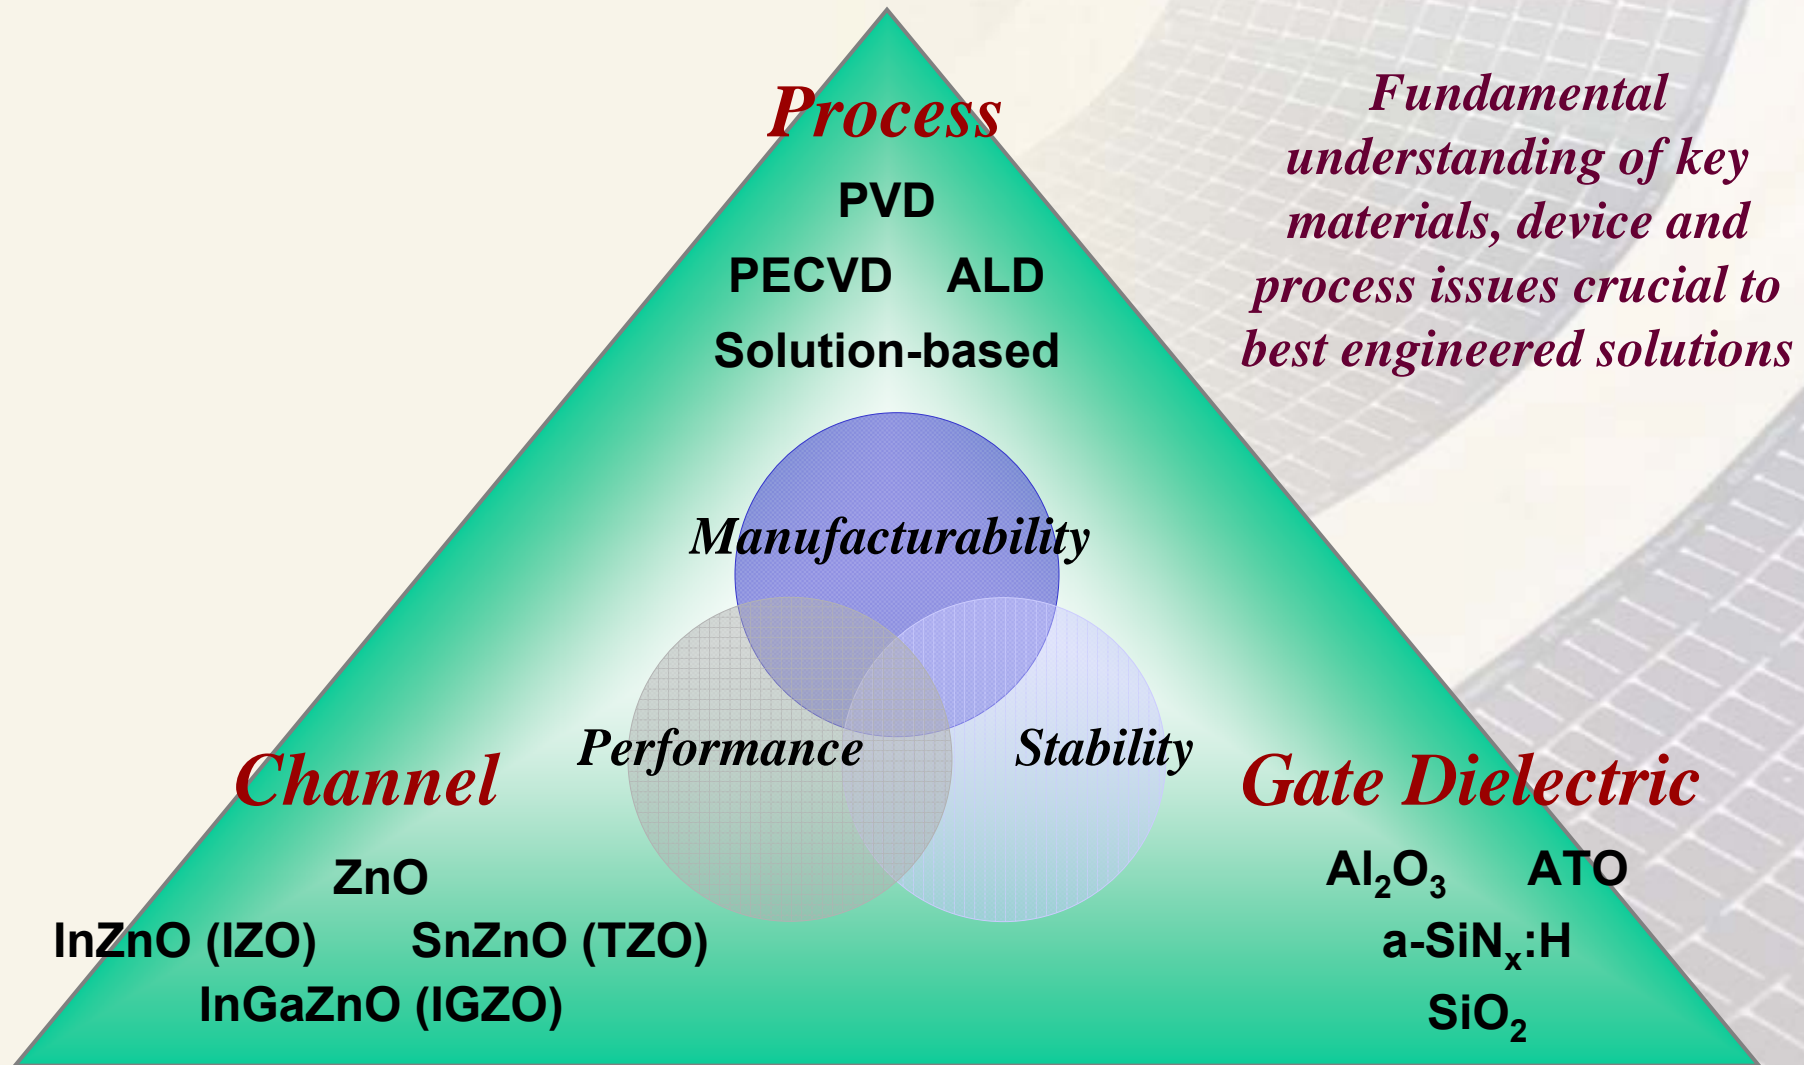 Process
PVD
PECVD ALD
Solution-based
Fundamental
understanding of key
materials, device and
process issues crucial to
best engineered solutions
Manufacturability
Performance Stability
Channel
ZnO
InZnO (IZO) SnZnO (TZO)
InGaZnO (IGZO)
Gate Dielectric
Al₂O₃ ATO
a-SiNₓ:H
SiO₂